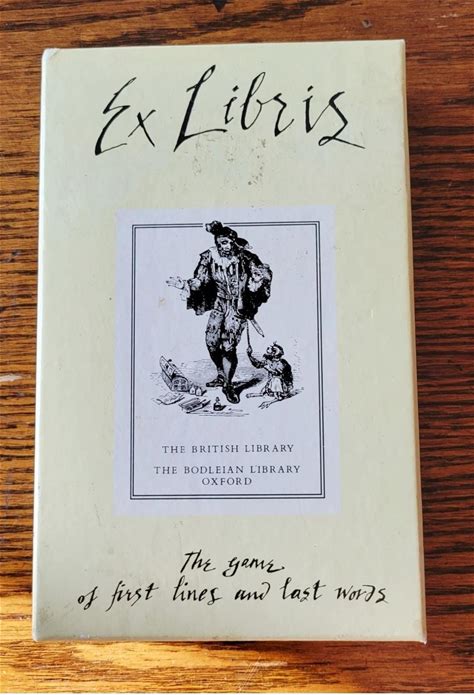 Ex Libris
THE BRITISH LIBRARY
THE BODLEIAN LIBRARY
OXFORD
The game
of first lines and last words